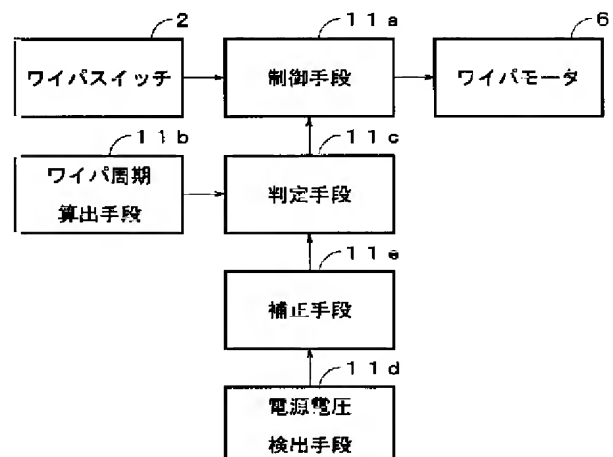 2
ワイパスイッチ
11a
制御手段
6
ワイパモータ
11b
ワイパ周期
算出手段
11c
判定手段
11e
補正手段
11d
電源電圧
検出手段